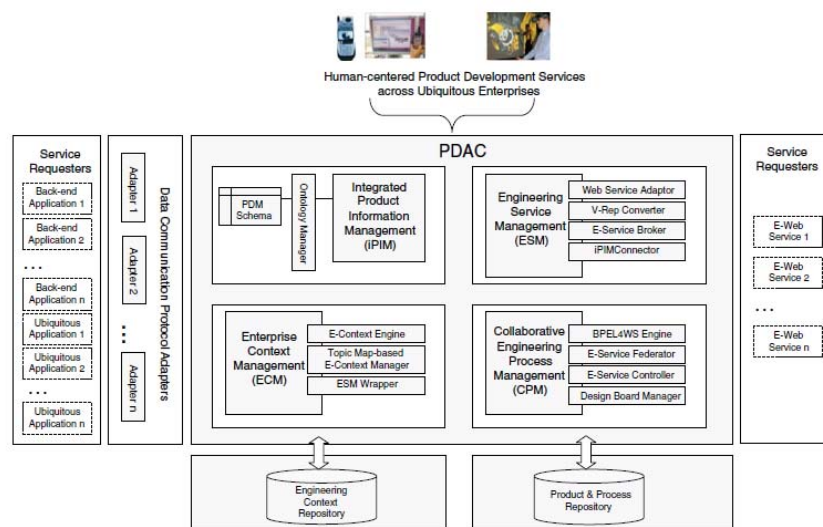 Human-centered Product Development Services
across Ubiquitous Enterprises
Service
Requesters
Back-end
Application 1
Back-end
Application 2
...
Back-end
Application n
Ubiquitous
Application 1
Ubiquitous
Application 2
...
Ubiquitous
Application n
Adapter 1
Adapter 2
...
Adapter n
Data Communication Protocol Adapters
PDAC
PDM
Schema
Ontology Manager
Integrated
Product
Information
Management
(iPIM)
Engineering
Service
Management
(ESM)
Web Service Adaptor
V-Rep Converter
E-Service Broker
iPIMConnector
Enterprise
Context
Management
(ECM)
E-Context Engine
Topic Map-based
E-Context Manager
ESM Wrapper
Collaborative
Engineering
Process
Management
(CPM)
BPEL4WS Engine
E-Service Federator
E-Service Controller
Design Board Manager
Service
Requesters
E-Web
Service 1
E-Web
Service 2
...
E-Web
Service n
Engineering
Context
Repository
Product & Process
Repository